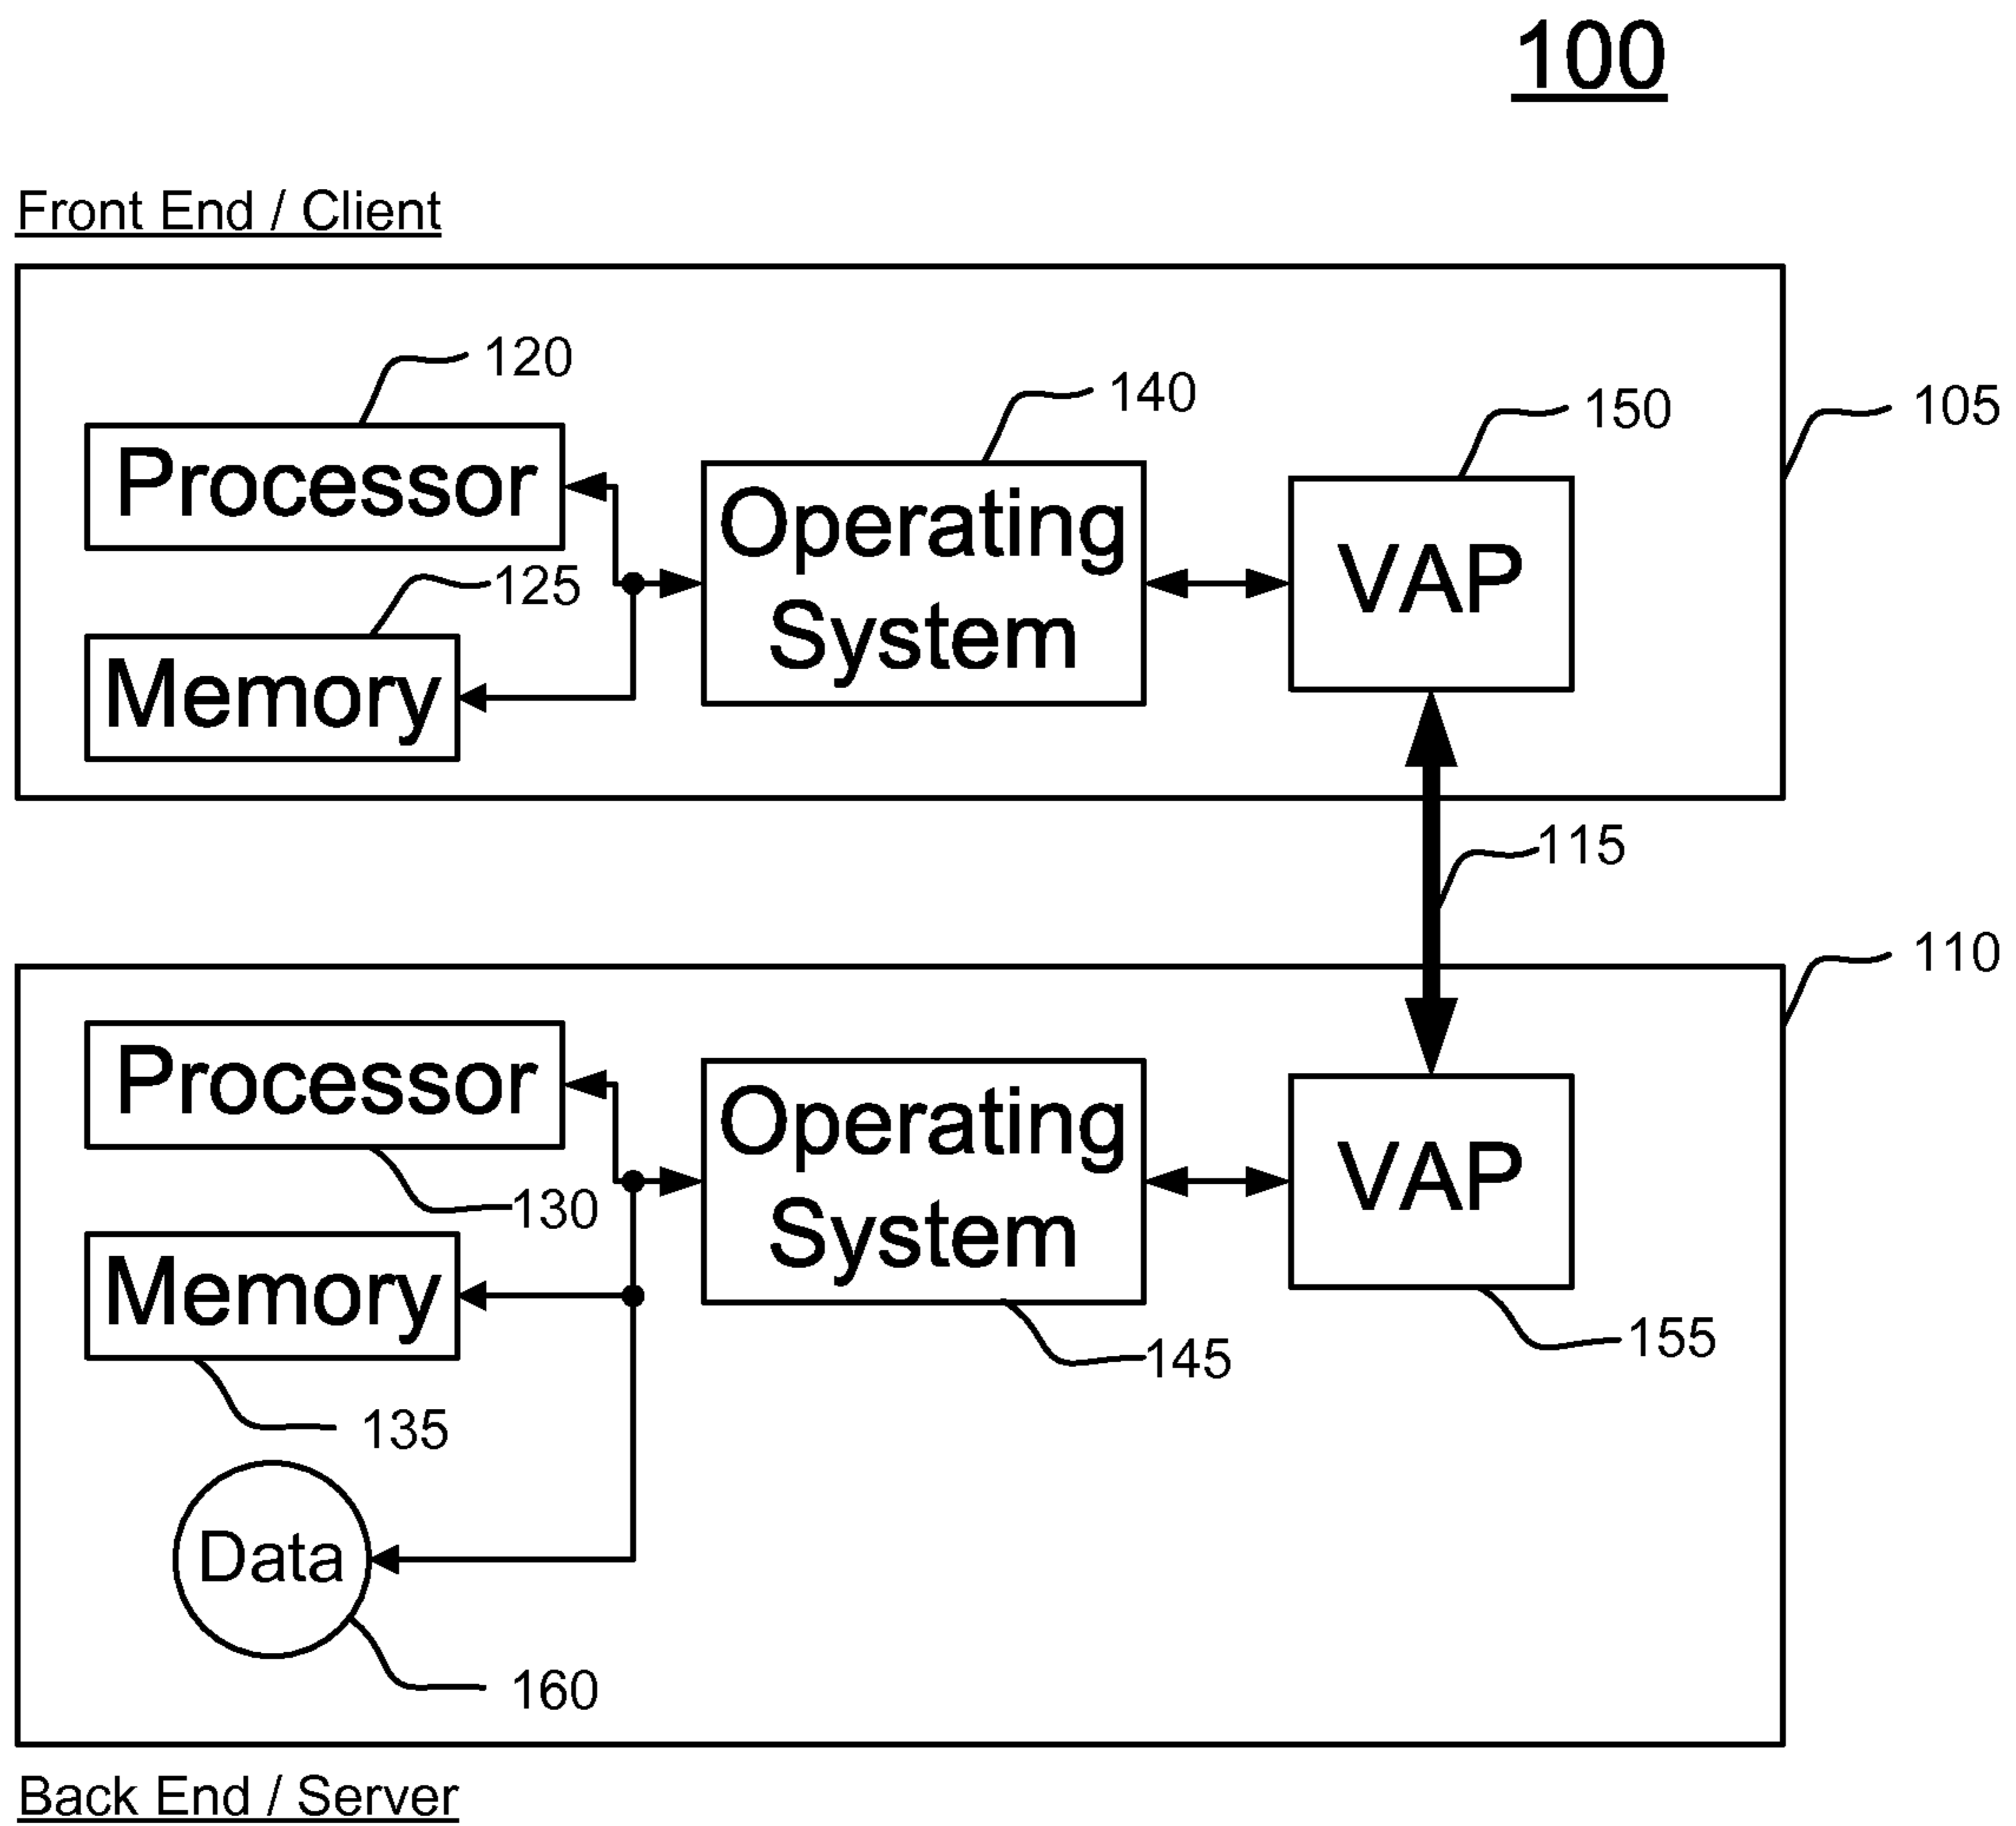 100
Front End / Client
120
140
150
105
Processor
Operating
System
VAP
125
Memory
115
110
Processor
Operating
System
VAP
130
Memory
145
155
135
Data
160
Back End / Server